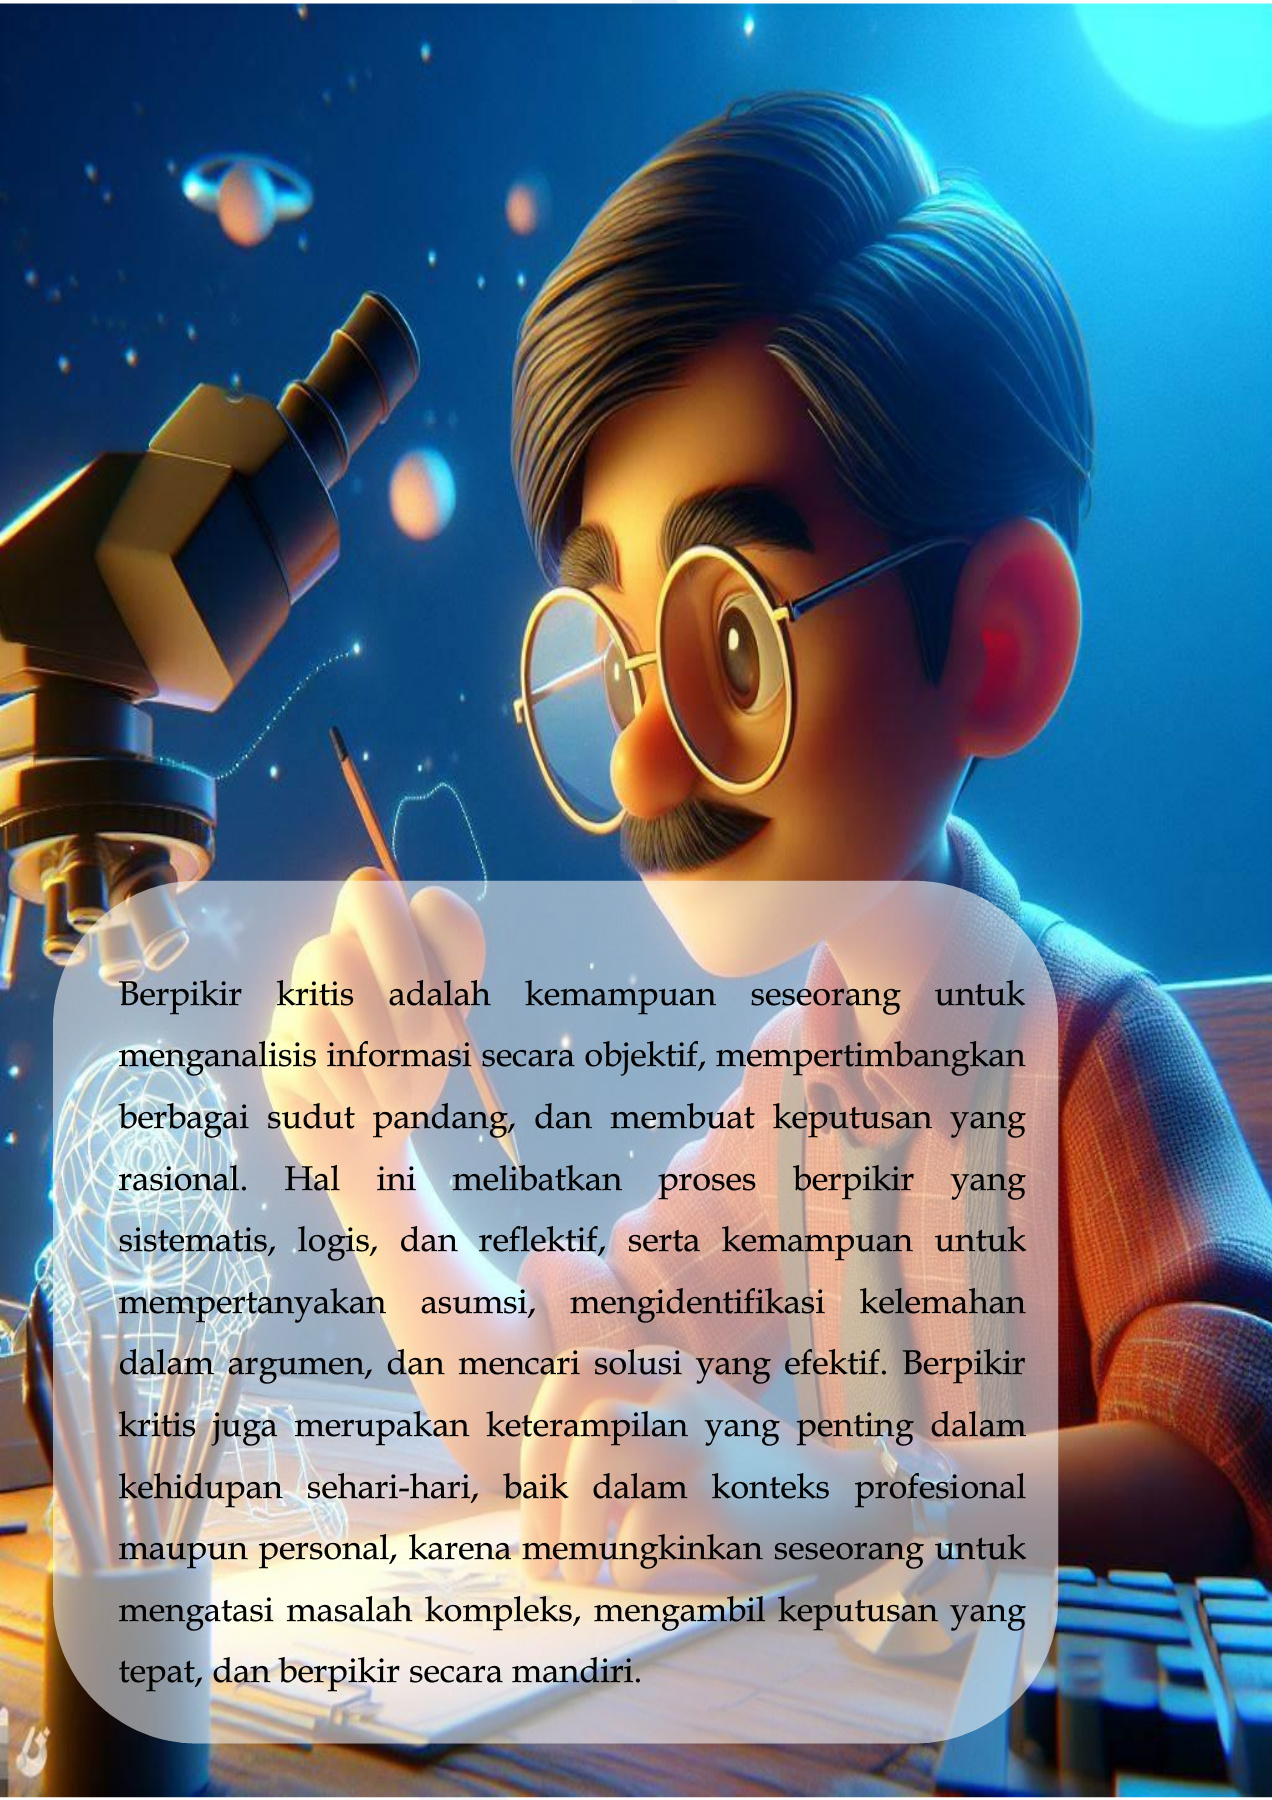 Berpikir kritis adalah kemampuan seseorang untuk
menganalisis informasi secara objektif, mempertimbangkan
berbagai sudut pandang, dan membuat keputusan yang
rasional. Hal ini melibatkan proses berpikir yang
sistematis, logis, dan reflektif, serta kemampuan untuk
mempertanyakan asumsi, mengidentifikasi kelemahan
dalam argumen, dan mencari solusi yang efektif. Berpikir
kritis juga merupakan keterampilan yang penting dalam
kehidupan sehari-hari, baik dalam konteks profesional
maupun personal, karena memungkinkan seseorang untuk
mengatasi masalah kompleks, mengambil keputusan yang
tepat, dan berpikir secara mandiri.